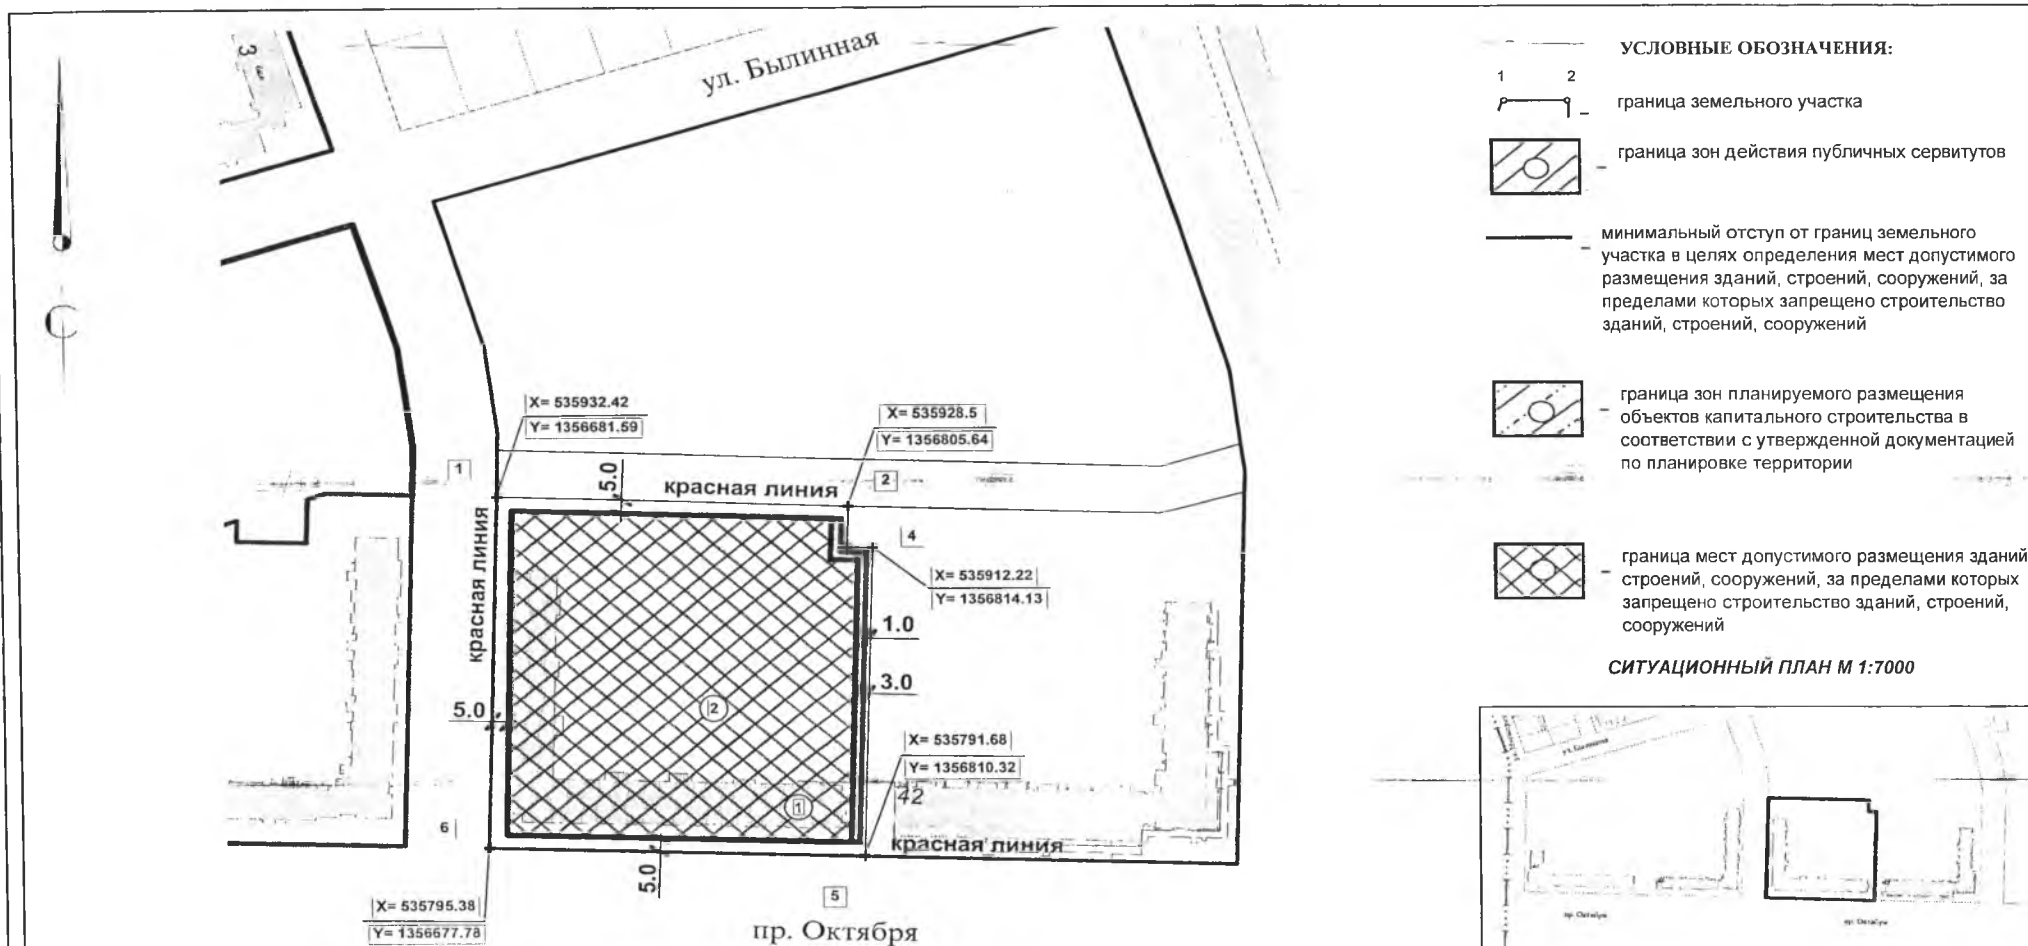 УСЛОВНЫЕ ОБОЗНАЧЕНИЯ:
1 2
граница земельного участка
граница зон действия публичных сервитутов
минимальный отступ от границ земельного
участка в целях определения мест допустимого
размещения зданий, строений, сооружений, за
пределами которых запрещено строительство
зданий, строений, сооружений
граница зон планируемого размещения
объектов капитального строительства в
соответствии с утвержденной документацией
по планировке территории
граница мест допустимого размещения зданий
строений, сооружений, за пределами которых
запрещено строительство зданий, строений,
сооружений
СИТУАЦИОННЫЙ ПЛАН М 1:7000
пр. Октября
пр. Октября
ул. Былинная
3
С
X= 535932.42
Y= 1356681.59
X= 535928.5
Y= 1356805.64
1
5.0
красная линия
2
красная линия
4
X= 535912.22
Y= 1356814.13
1.0
3.0
5.0
2
X= 535791.68
Y= 1356810.32
42
1
6
красная линия
5.0
5
X= 535795.38
Y= 1356677.78
пр. Октября